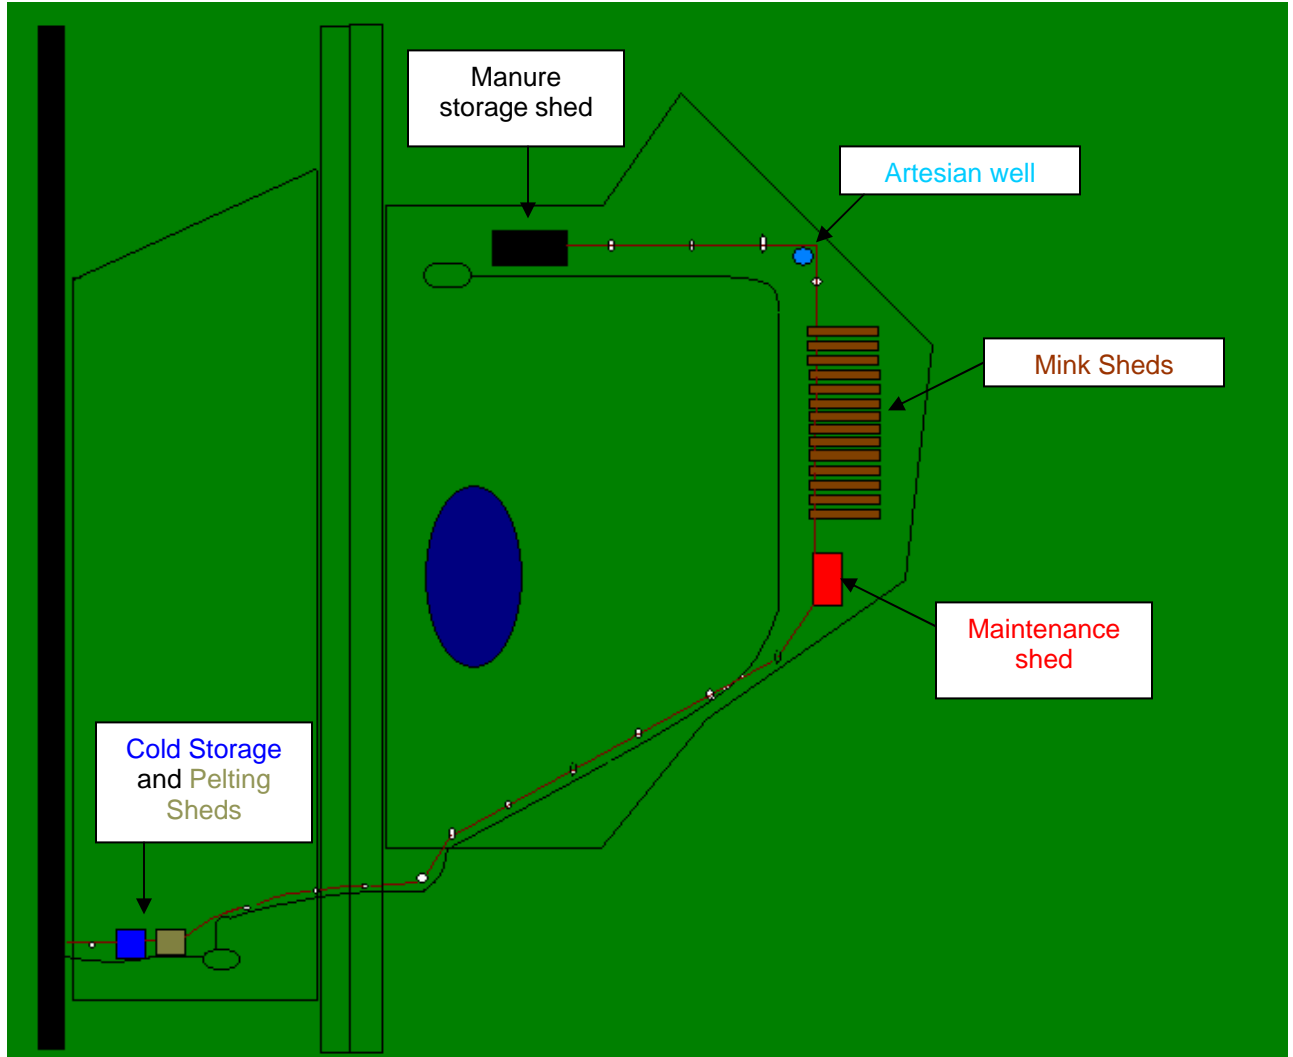 Manure
storage shed
Artesian well
Mink Sheds
Maintenance
shed
Cold Storage
and Pelting
Sheds